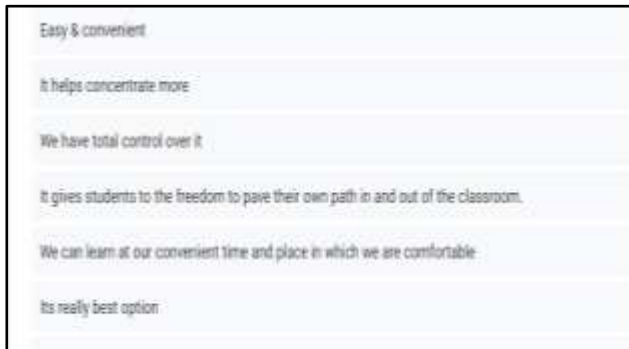 Easy & convenient
It helps concentrate more
We have total control over it
It gives students to the freedom to pave their own path in and out of the classroom.
We can learn at our convenient time and place in which we are comfortable
Its really best option